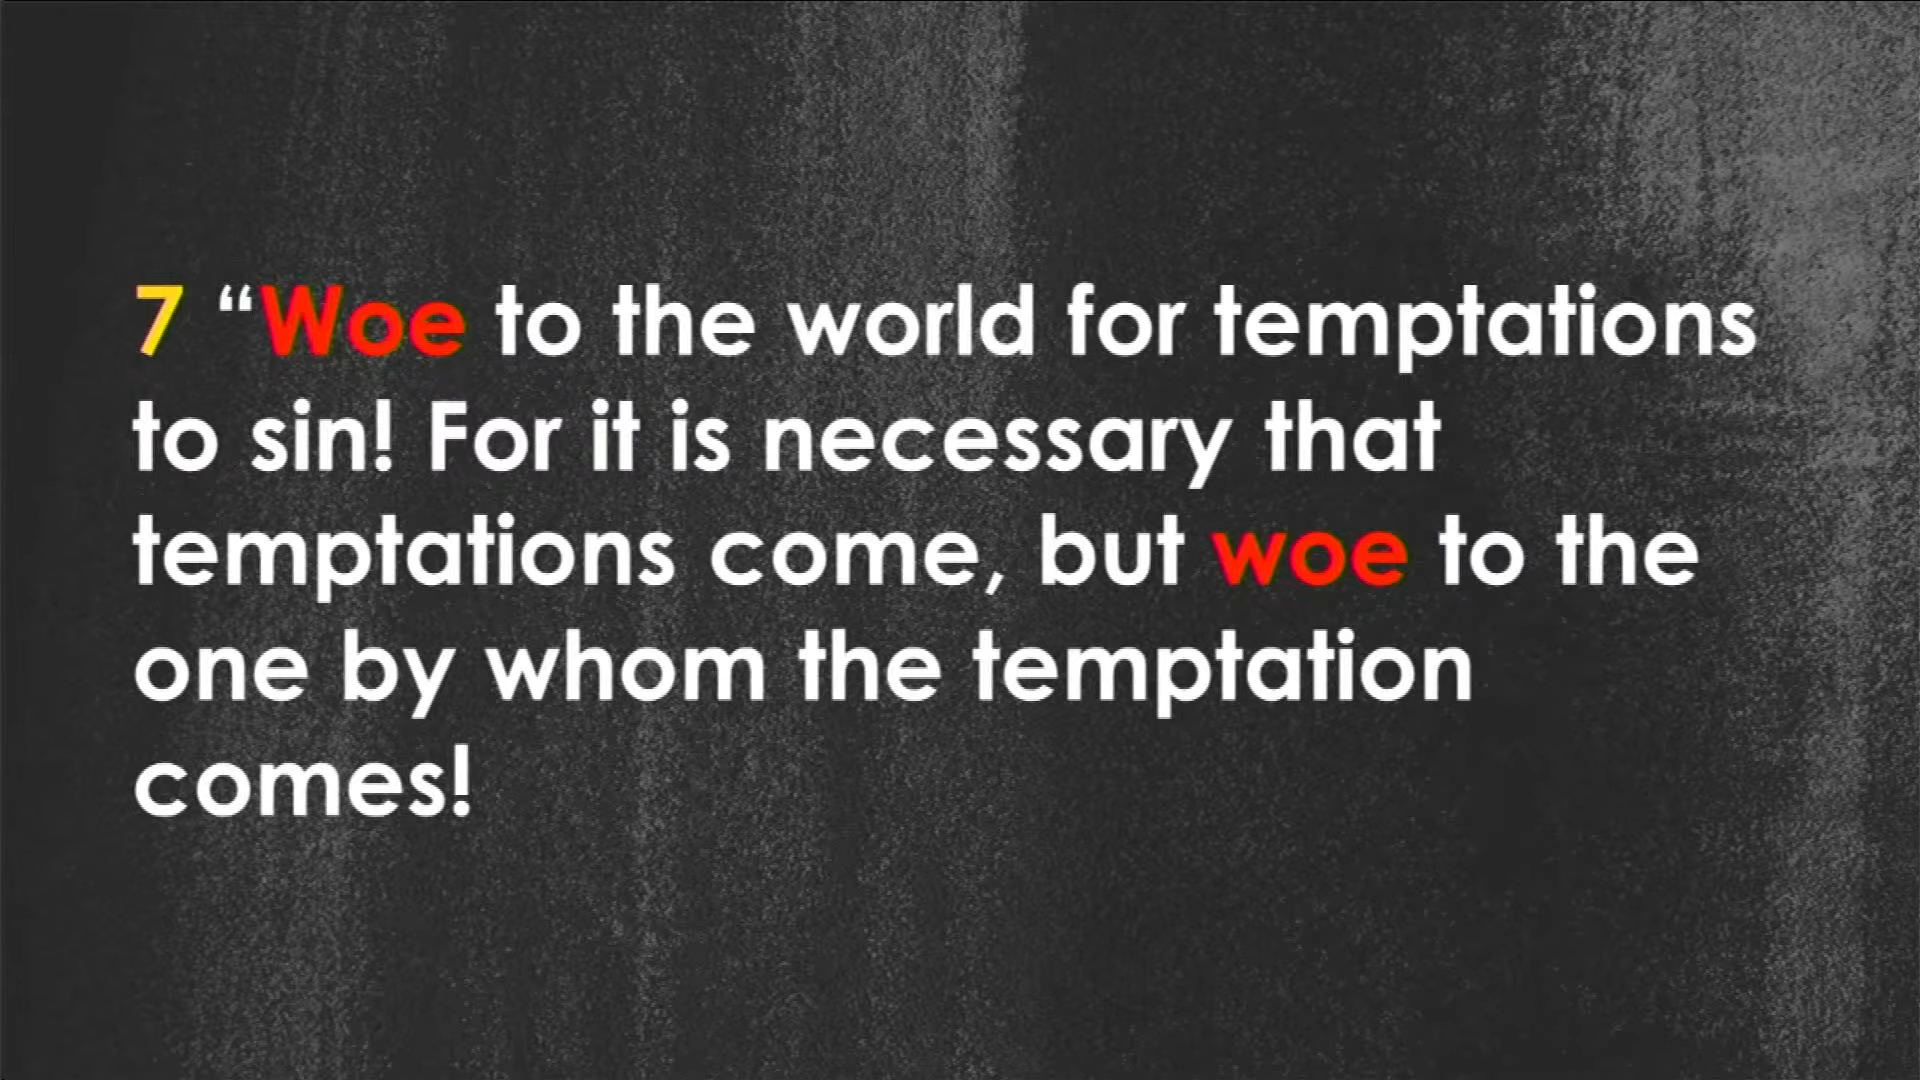 7 “Woe to the world for temptations
to sin! For it is necessary that
temptations come, but woe to the
one by whom the temptation
comes!